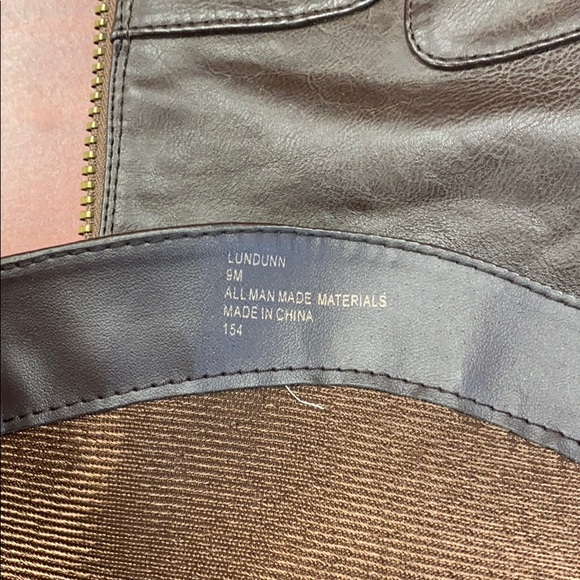 LUNDUNN
9M
ALL MAN MADE MATERIALS
MADE IN CHINA
154